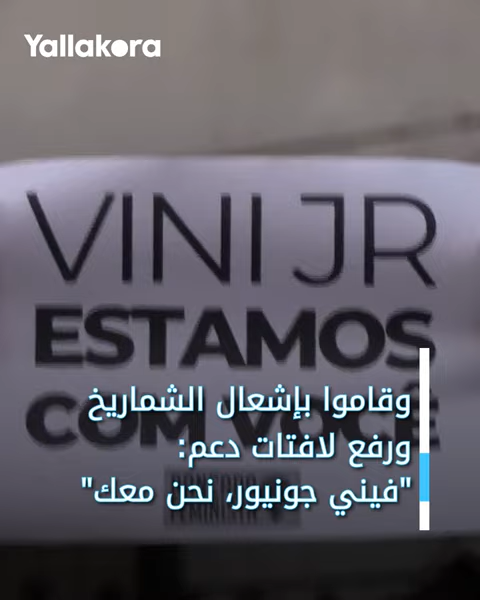 Yallakora
VINI JR
ESTAMOS
COM VOCÊ
وقاموا بإشعال الشماريخ
ورفع لافتات دعم:
"فيني جونيور، نحن معك"